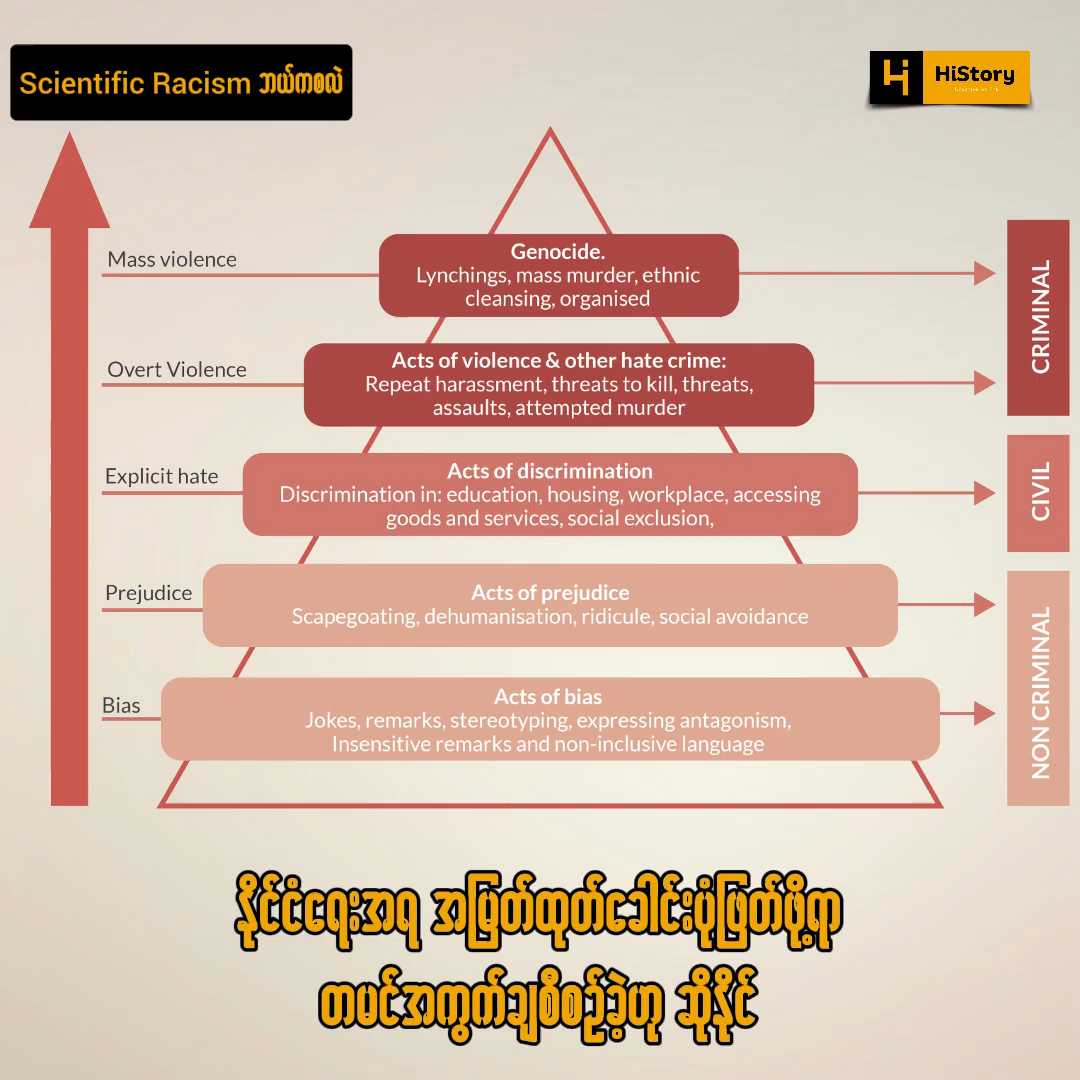 Scientific Racism ဘယ်ကစလဲ
HiStory
Mass violence
Genocide.
Lynchings, mass murder, ethnic
cleansing, organised
Overt Violence
Acts of violence & other hate crime:
Repeat harassment, threats to kill, threats,
assaults, attempted murder
CRIMINAL
Explicit hate
Acts of discrimination
Discrimination in: education, housing, workplace, accessing
goods and services, social exclusion,
CIVIL
Prejudice
Acts of prejudice
Scapegoating, dehumanisation, ridicule, social avoidance
Bias
Acts of bias
Jokes, remarks, stereotyping, expressing antagonism,
Insensitive remarks and non-inclusive language
NON CRIMINAL
နိုင်ငံရေးအရ အမြတ်ထုတ်ခေါင်းပုံဖြတ်ဖို့ရာ
တမင်အကွက်ချစီစဉ်ခဲ့ဟု ဆိုနိုင်